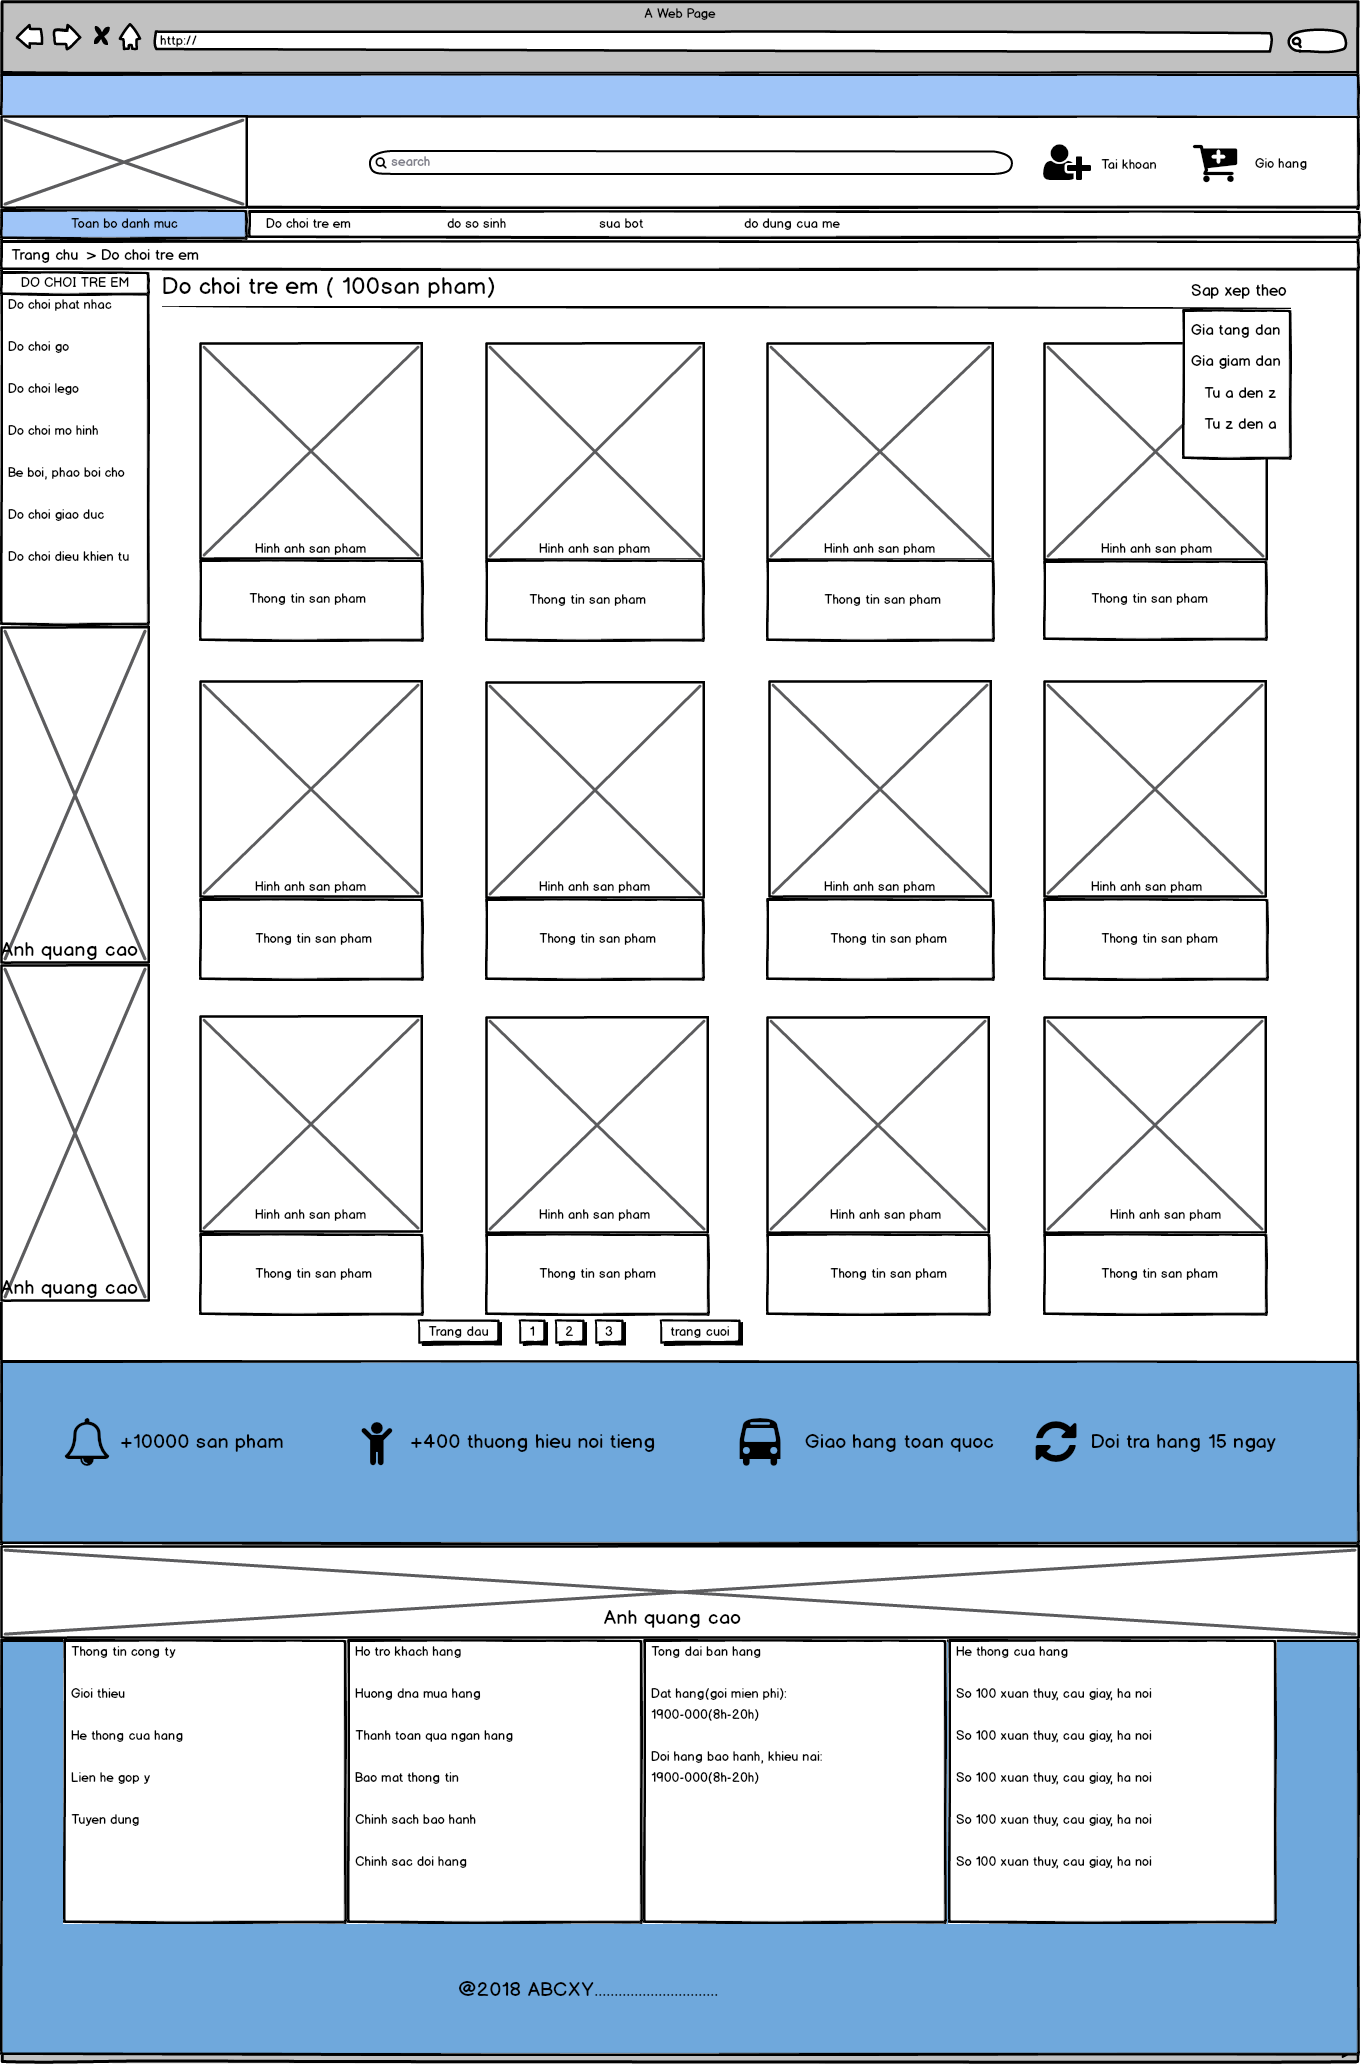 A Web Page
http://
search
Tai khoan
Gio hang
Toan bo danh muc
Do choi tre em
do so sinh
sua bot
do dung cua me
Trang chu > Do choi tre em
DO CHOI TRE EM
Do choi phat nhac
Do choi go
Do choi lego
Do choi mo hinh
Be boi, phao boi cho
Do choi giao duc
Do choi dieu khien tu
Anh quang cao
Anh quang cao
Do choi tre em ( 100san pham)
Sap xep theo
Gia tang dan
Gia giam dan
Tu a den z
Tu z den a
Hinh anh san pham
Hinh anh san pham
Hinh anh san pham
Hinh anh san pham
Thong tin san pham
Thong tin san pham
Thong tin san pham
Thong tin san pham
Hinh anh san pham
Hinh anh san pham
Hinh anh san pham
Hinh anh san pham
Thong tin san pham
Thong tin san pham
Thong tin san pham
Thong tin san pham
Hinh anh san pham
Hinh anh san pham
Hinh anh san pham
Hinh anh san pham
Thong tin san pham
Thong tin san pham
Thong tin san pham
Thong tin san pham
Trang dau
1
2
3
trang cuoi
+10000 san pham
+400 thuong hieu noi tieng
Giao hang toan quoc
Doi tra hang 15 ngay
Anh quang cao
Thong tin cong ty
Gioi thieu
He thong cua hang
Lien he gop y
Tuyen dung
Ho tro khach hang
Huong dna mua hang
Thanh toan qua ngan hang
Bao mat thong tin
Chinh sach bao hanh
Chinh sac doi hang
Tong dai ban hang
Dat hang(goi mien phi):
1900-000(8h-20h)
Doi hang bao hanh, khieu nai:
1900-000(8h-20h)
He thong cua hang
So 100 xuan thuy, cau giay, ha noi
So 100 xuan thuy, cau giay, ha noi
So 100 xuan thuy, cau giay, ha noi
So 100 xuan thuy, cau giay, ha noi
So 100 xuan thuy, cau giay, ha noi
@2018 ABCXY...............................